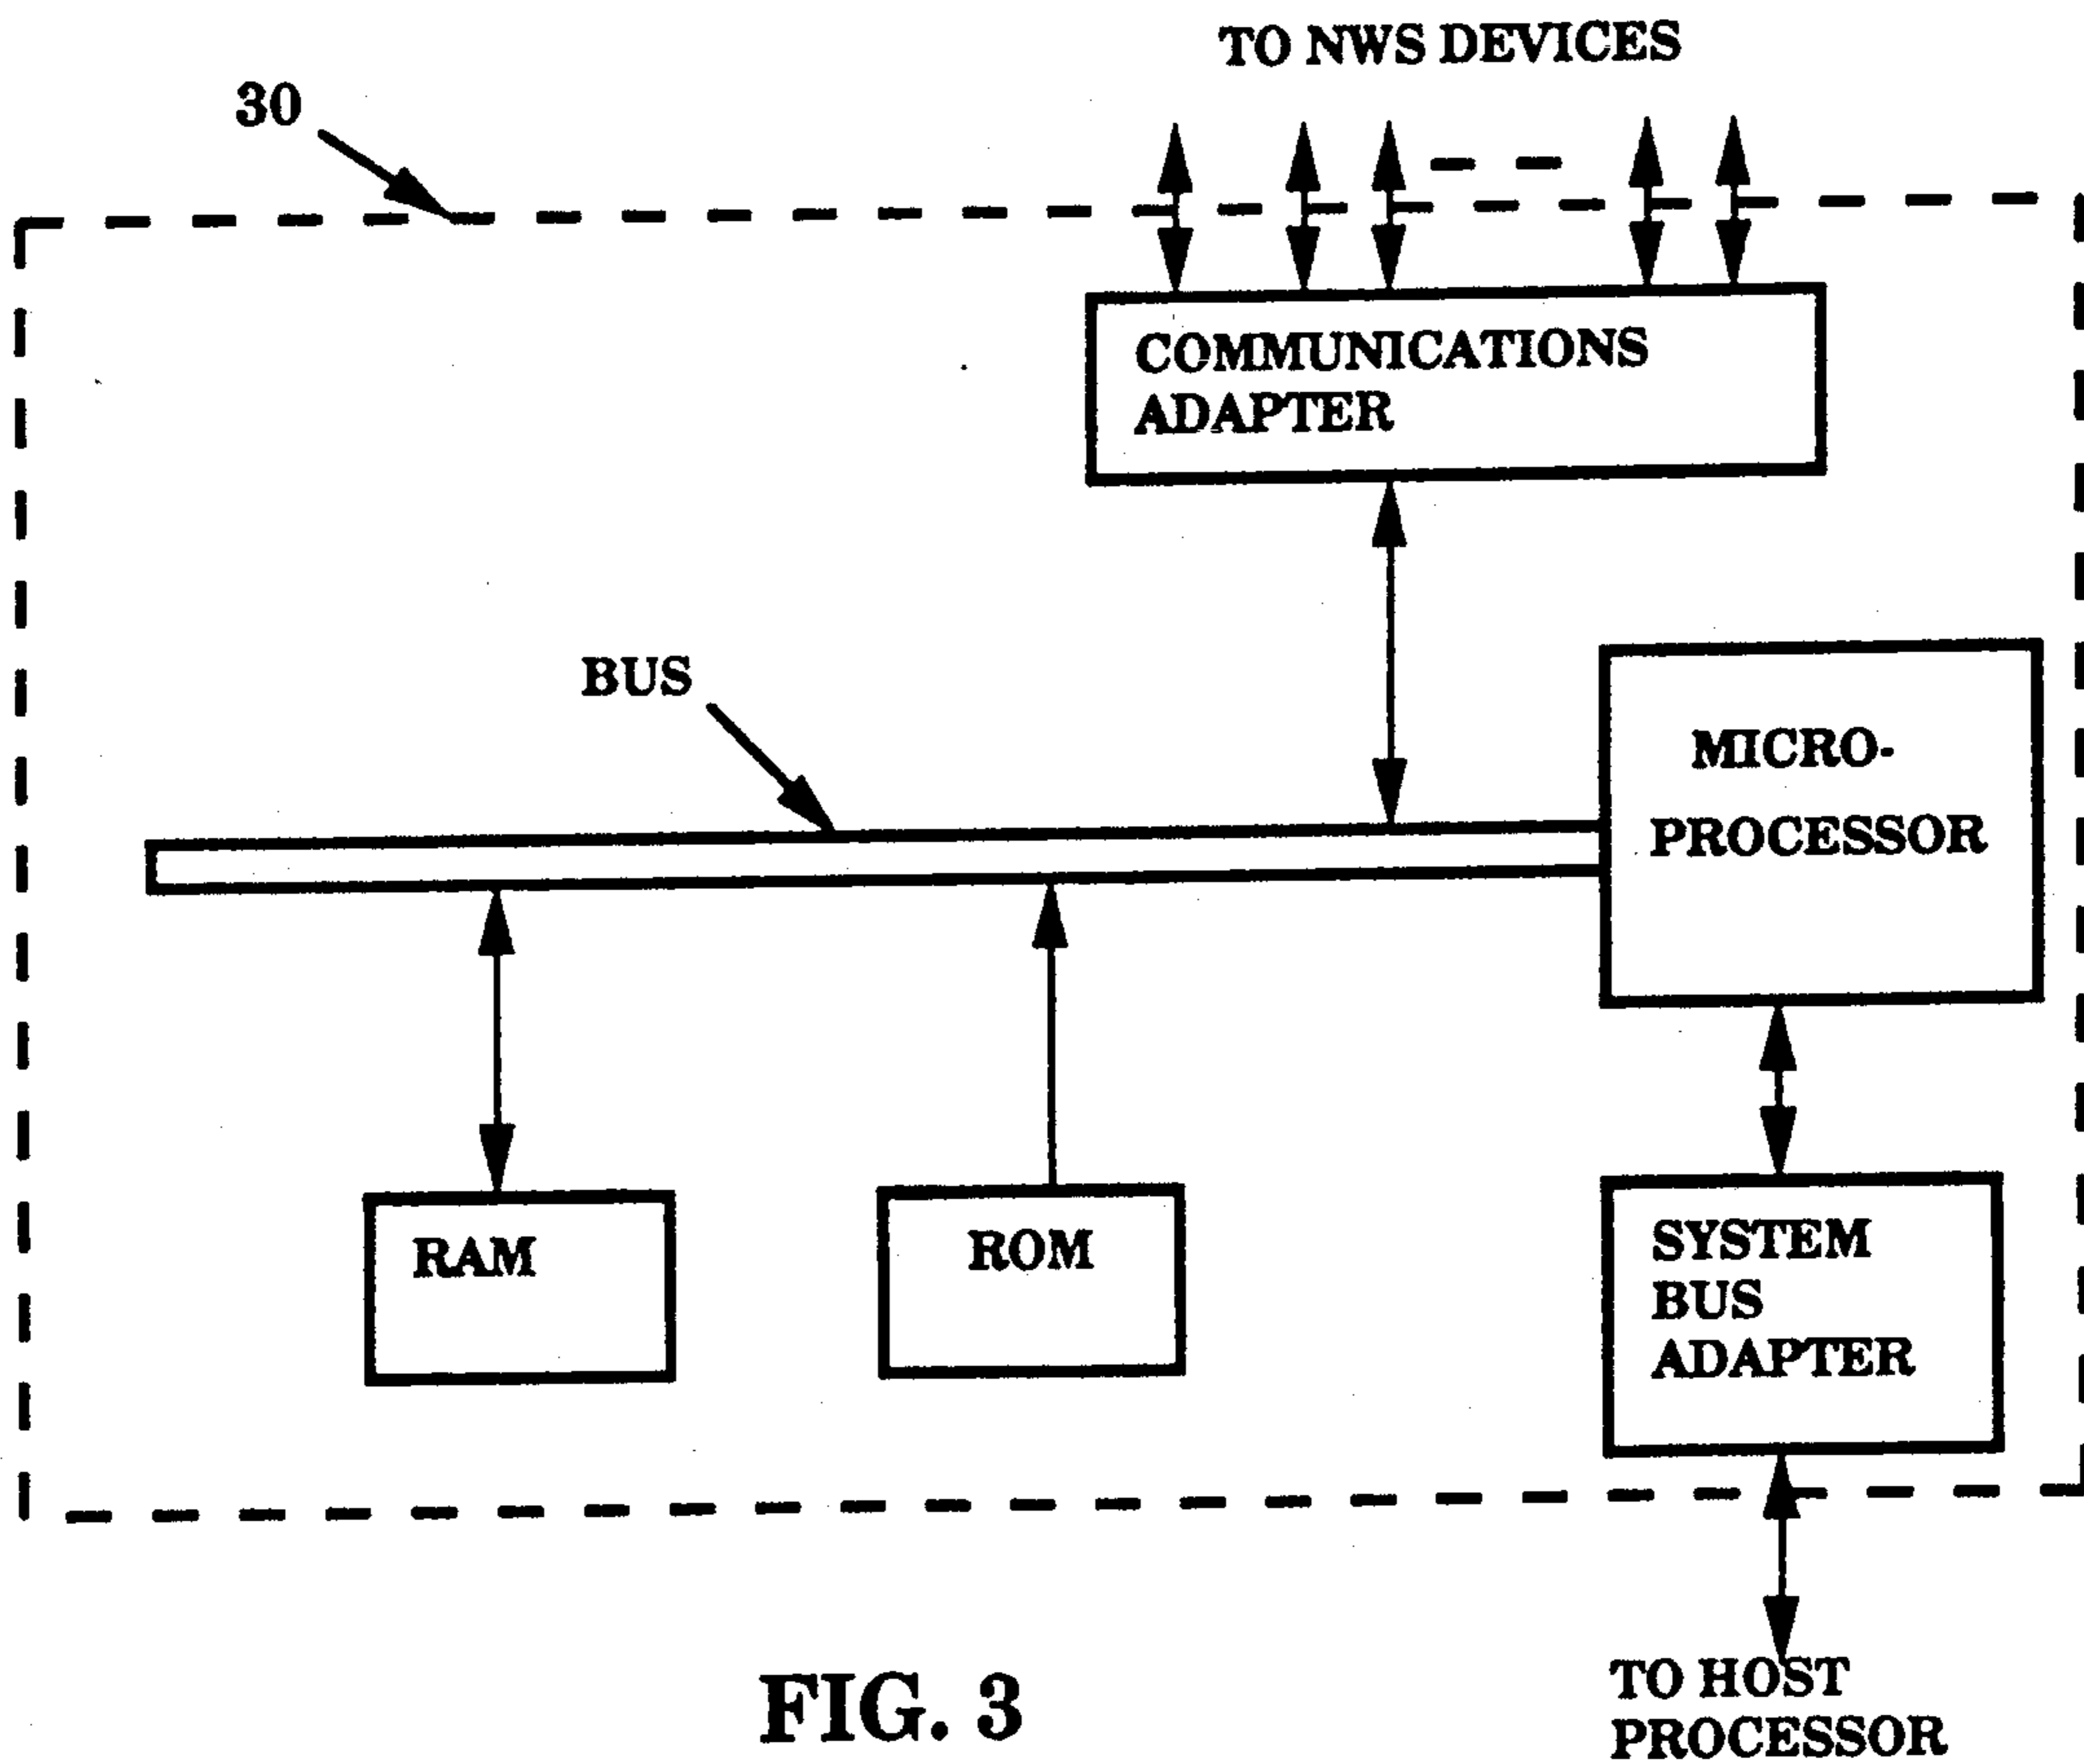 TO NWS DEVICES
30
COMMUNICATIONS
ADAPTER
BUS
MICRO-
PROCESSOR
RAM
ROM
SYSTEM
BUS
ADAPTER
TO HOST
PROCESSOR
FIG. 3